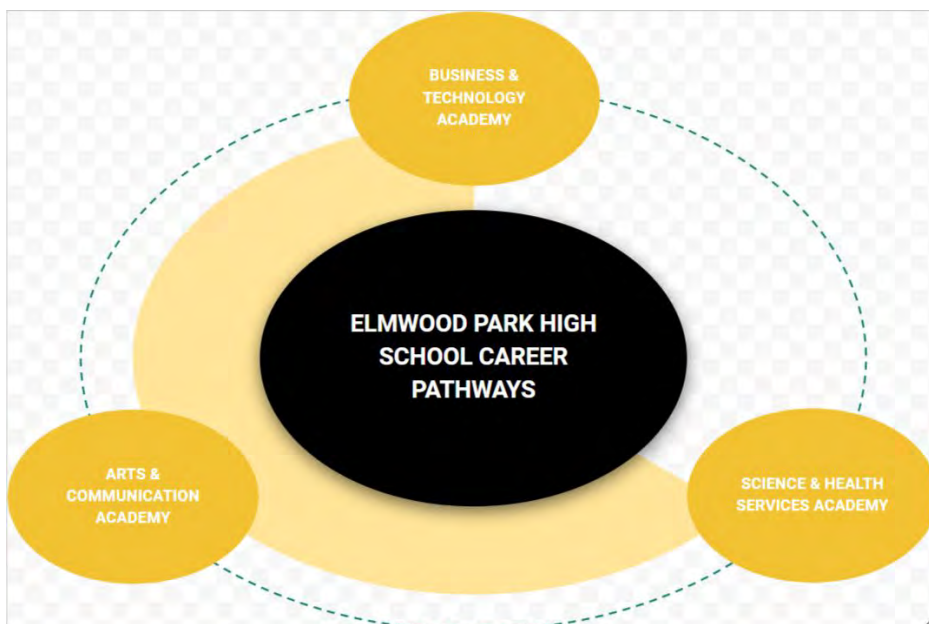 BUSINESS &
TECHNOLOGY
ACADEMY
ELMWOOD PARK HIGH
SCHOOL CAREER
PATHWAYS
ARTS &
COMMUNICATION
ACADEMY
SCIENCE & HEALTH
SERVICES ACADEMY